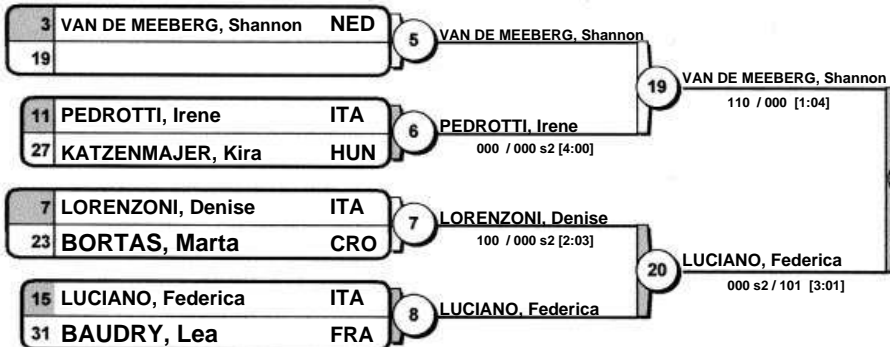 3 VAN DE MEEBERG, Shannon NED
19
5 VAN DE MEEBERG, Shannon
11 PEDROTTI, Irene ITA
27 KATZENMAJER, Kira HUN
6 PEDROTTI, Irene
000 / 000 s2 [4:00]
19 VAN DE MEEBERG, Shannon
110 / 000 [1:04]
7 LORENZONI, Denise ITA
23 BORTAS, Marta CRO
7 LORENZONI, Denise
100 / 000 s2 [2:03]
15 LUCIANO, Federica ITA
31 BAUDRY, Lea FRA
8 LUCIANO, Federica
20 LUCIANO, Federica
000 s2 / 101 [3:01]